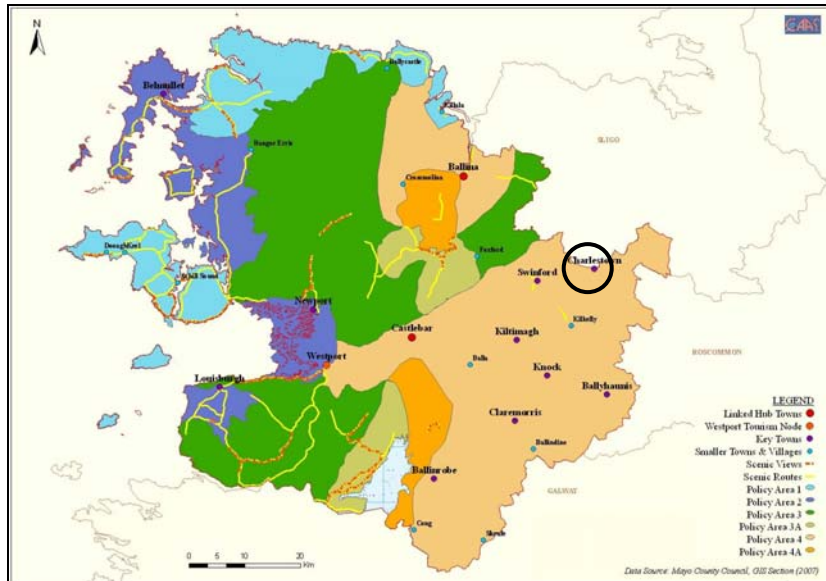 N
CAAS
Belmullet
Ballycastle
Killala
Bangor Erris
SLIGO
Ballina
Crossmolina
Foxford
Charlestown
Swinford
Achill Sound
Newport
Castlebar
Kiltimagh
Kilkelly
Westport
Balla
Knock
ROSCOMMON
Louisburgh
Ballyhaunis
Claremorris
Ballindine
Ballinrobe
GALWAY
Cong
Shrule
0 5 10 20
Km
LEGEND
Linked Hub Towns
Westport Tourism Node
Key Towns
Smaller Towns & Villages
Scenic Views
Scenic Routes
Policy Area 1
Policy Area 2
Policy Area 3
Policy Area 3A
Policy Area 4
Policy Area 4A
Data Source: Mayo County Council, GIS Section (2007)